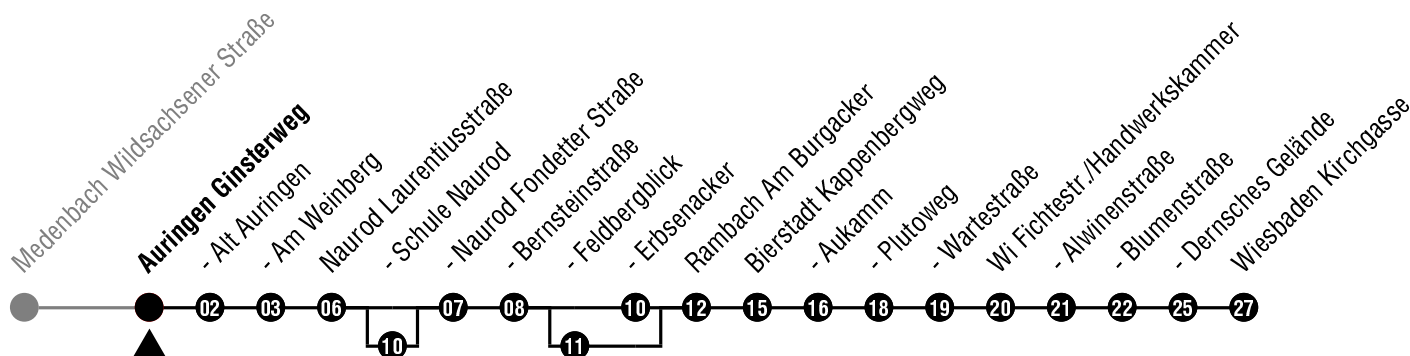 Medenbach Wildsachsener Straße
Auringen Ginsterweg
- Alt Auringen
- Am Weinberg
Naurod Laurentiusstraße
- Schule Naurod
- Naurod Fondetter Straße
- Bernsteinstraße
- Feldbergblick
- Erbsenacker
Rambach Am Burgacker
Bierstadt Kappenbergweg
- Aukamm
- Plutoweg
- Wartestraße
Wi Fichtestr./Handwerkskammer
- Alwinenstraße
- Blumenstraße
- Dernsches Gelände
Wiesbaden Kirchgasse
02 03 06 07 08 10 12 15 16 18 19 20 21 22 25 27
10 11